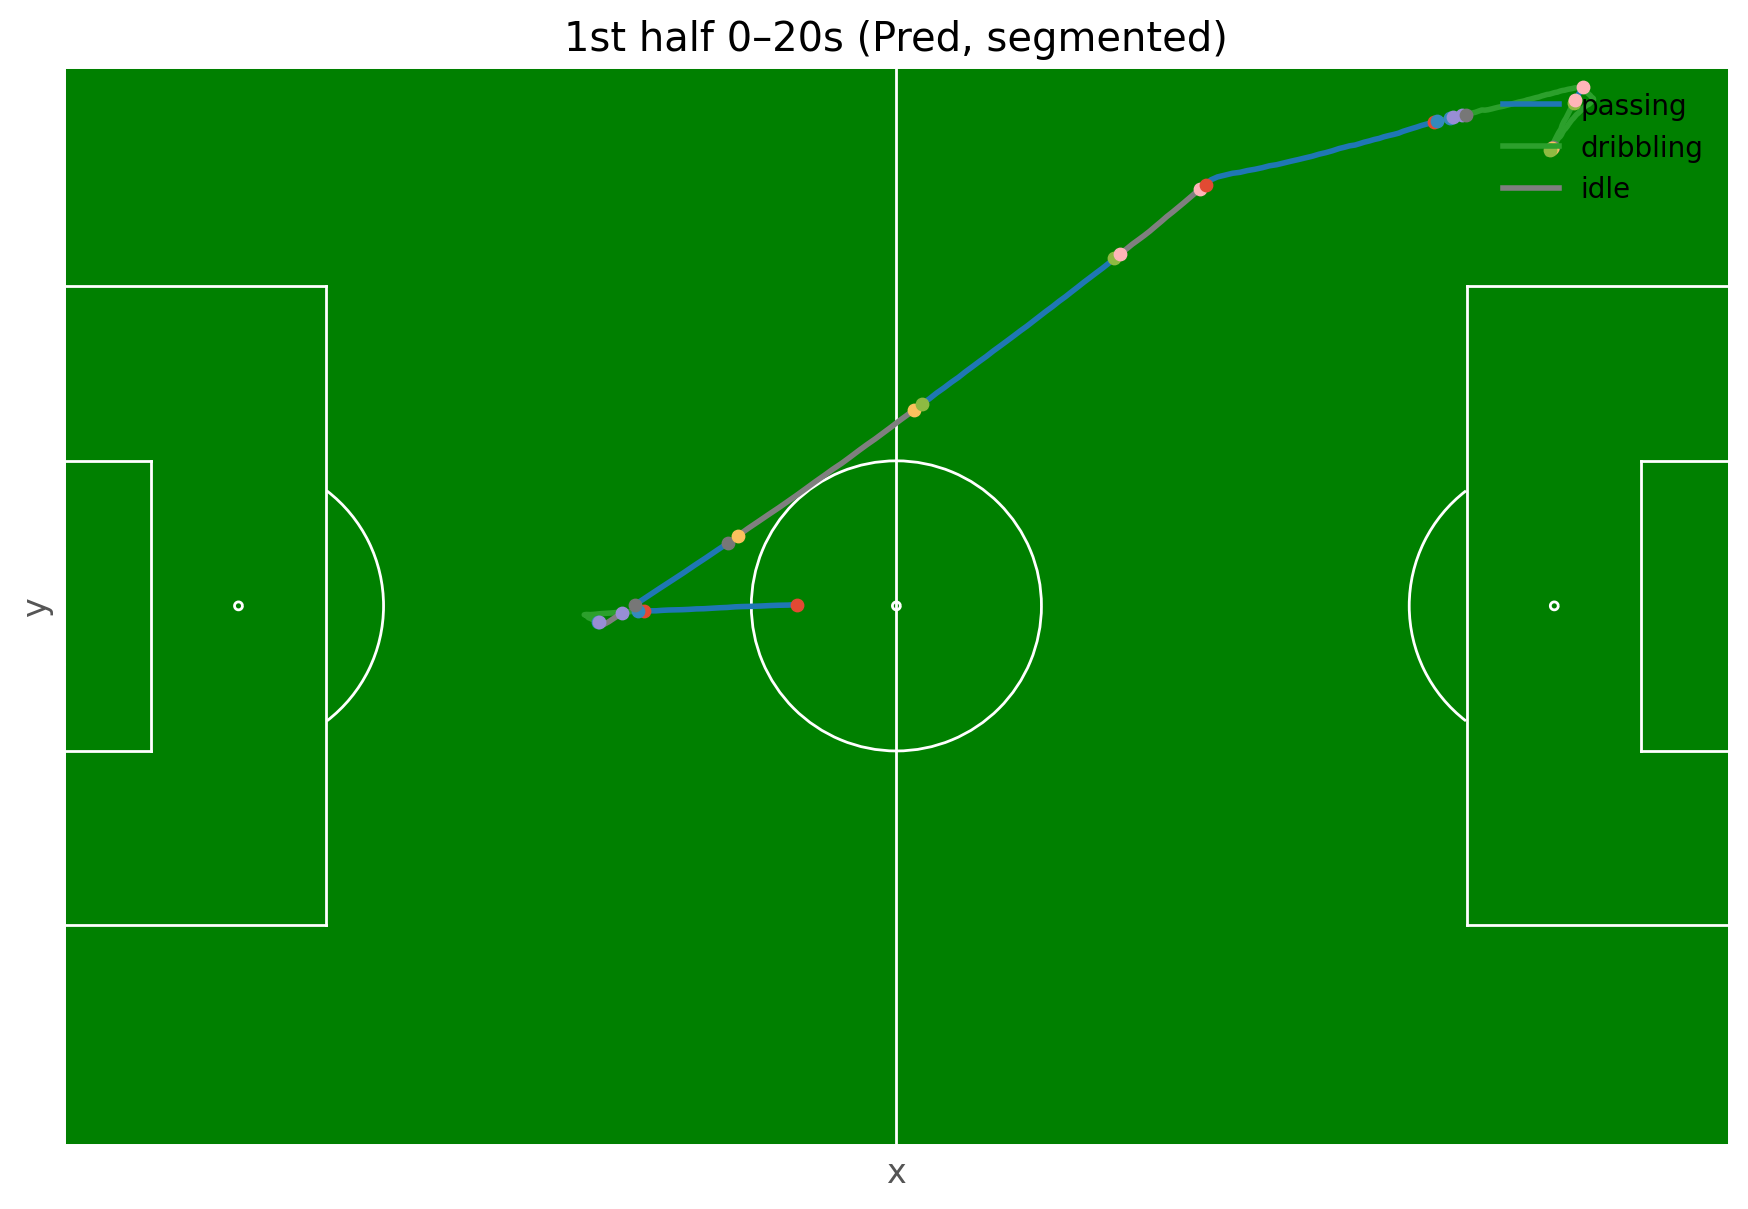 1st half 0–20s (Pred, segmented)
passing
dribbling
idle
y
x